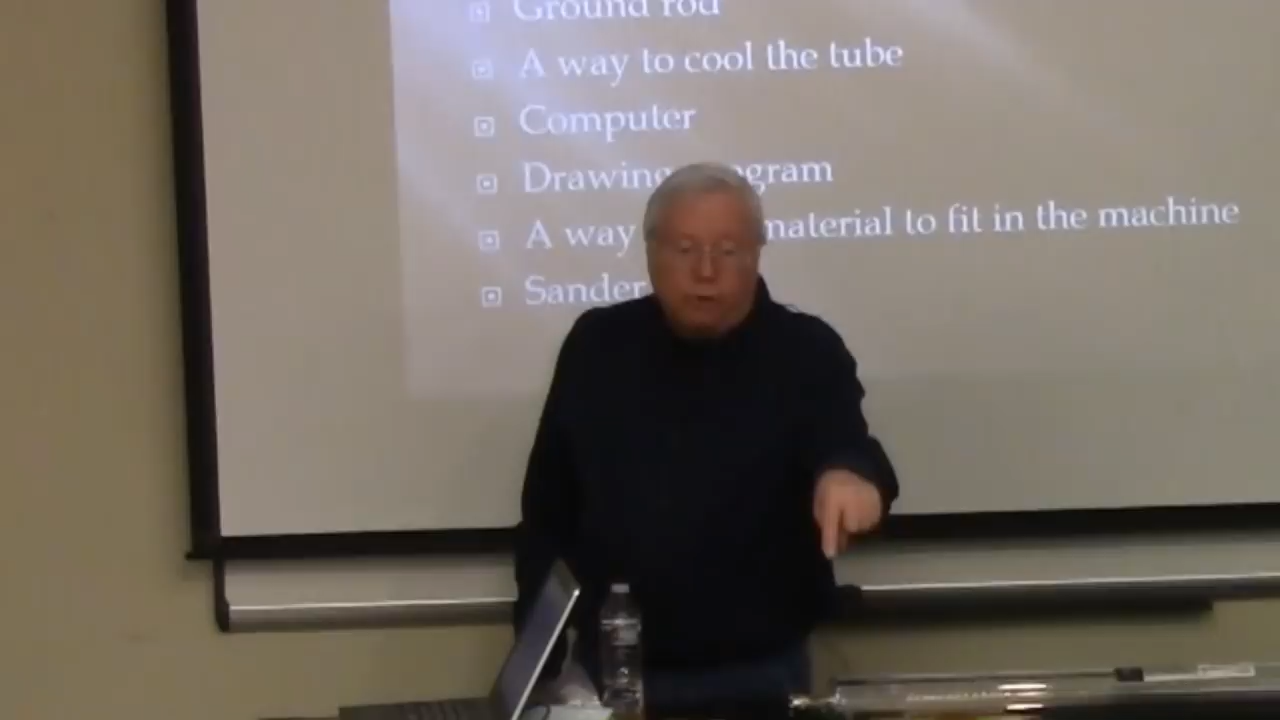 Ground rod
A way to cool the tube
Computer
Drawing
A way material to fit in the machine
Sander